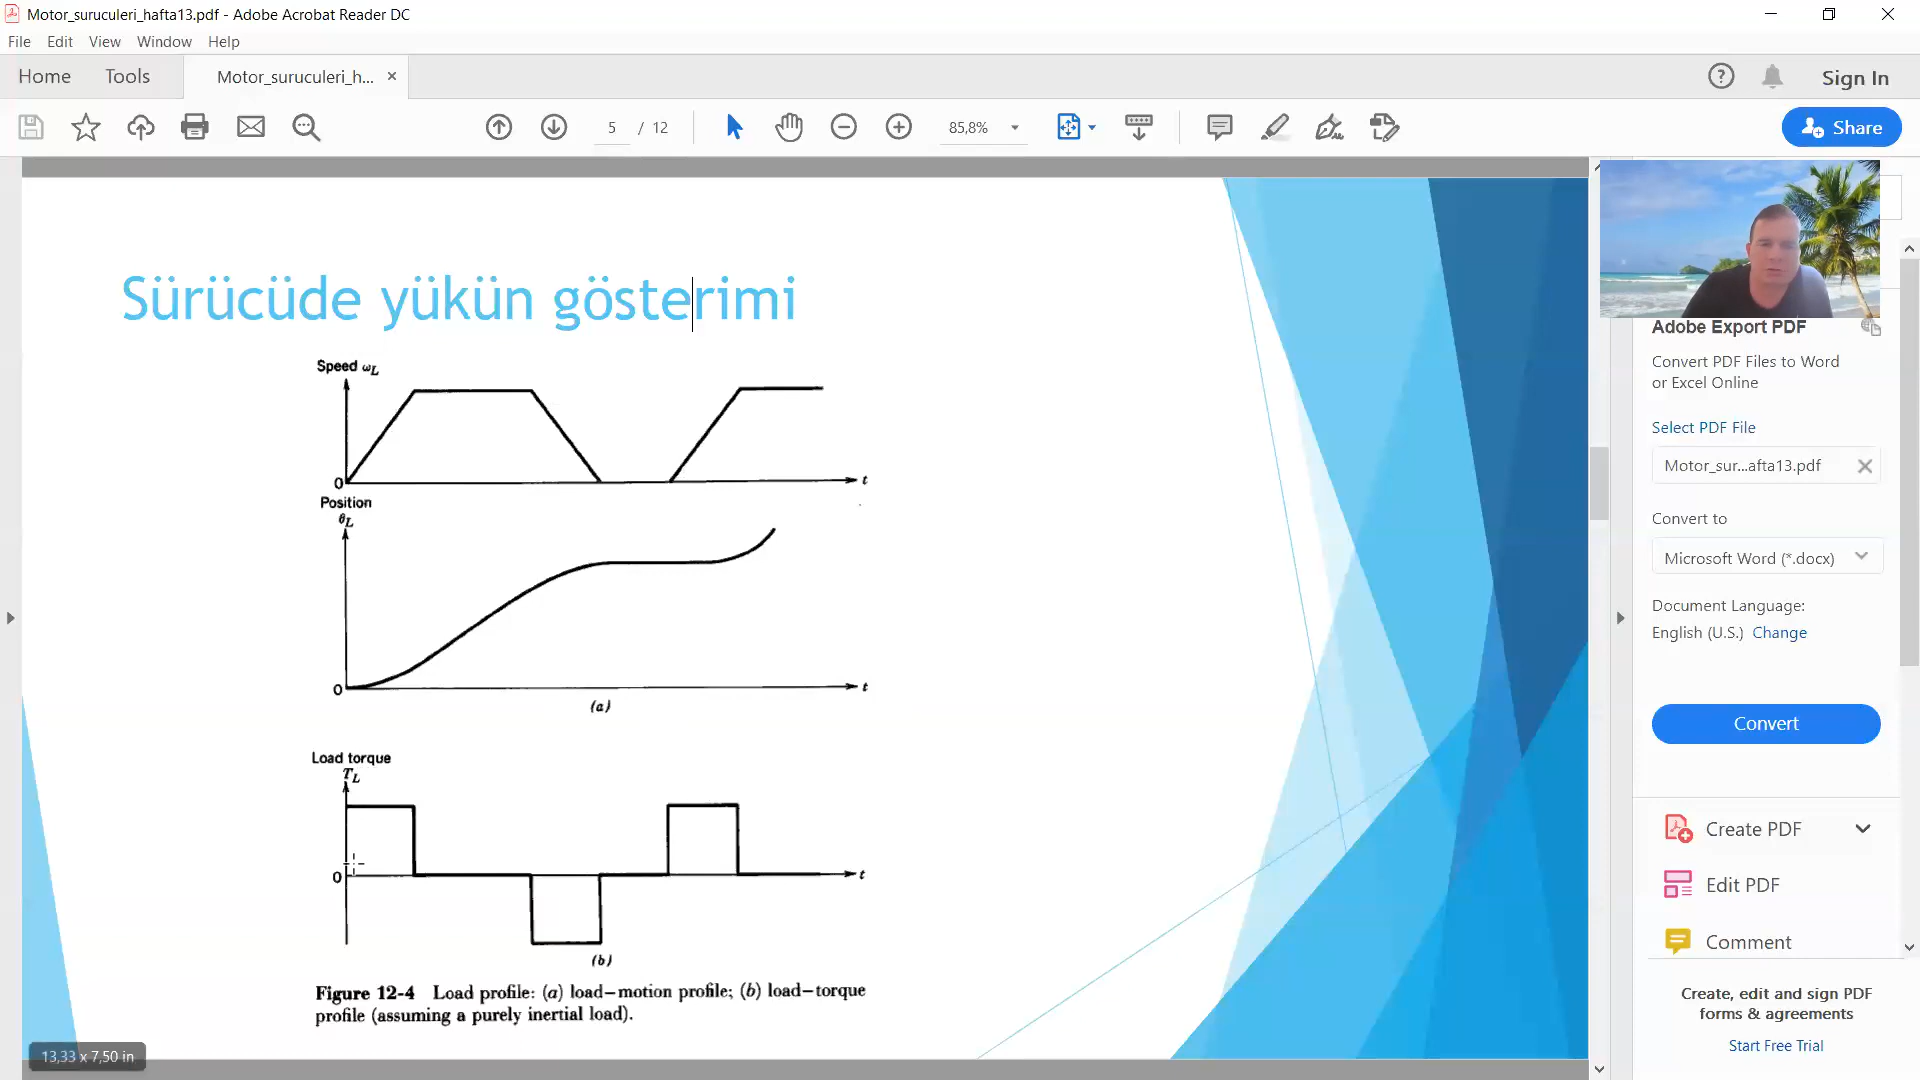 Motor_suruculeri_hafta13.pdf - Adobe Acrobat Reader DC
File Edit View Window Help
Home Tools Motor_suruculeri_h... Sign In
5 / 12 85,8% Share
Sürücüde yükün gösterimi
Speed ωL
0 t
Position
θL
0 t
(a)
Load torque
TL
0 t
(b)
Figure 12-4 Load profile: (a) load–motion profile; (b) load–torque
profile (assuming a purely inertial load).
13,33 x 7,50 in
Adobe Export PDF
Convert PDF Files to Word
or Excel Online
Select PDF File
Motor_sur...afta13.pdf
Convert to
Microsoft Word (*.docx)
Document Language:
English (U.S.) Change
Convert
Create PDF
Edit PDF
Comment
Create, edit and sign PDF
forms & agreements
Start Free Trial